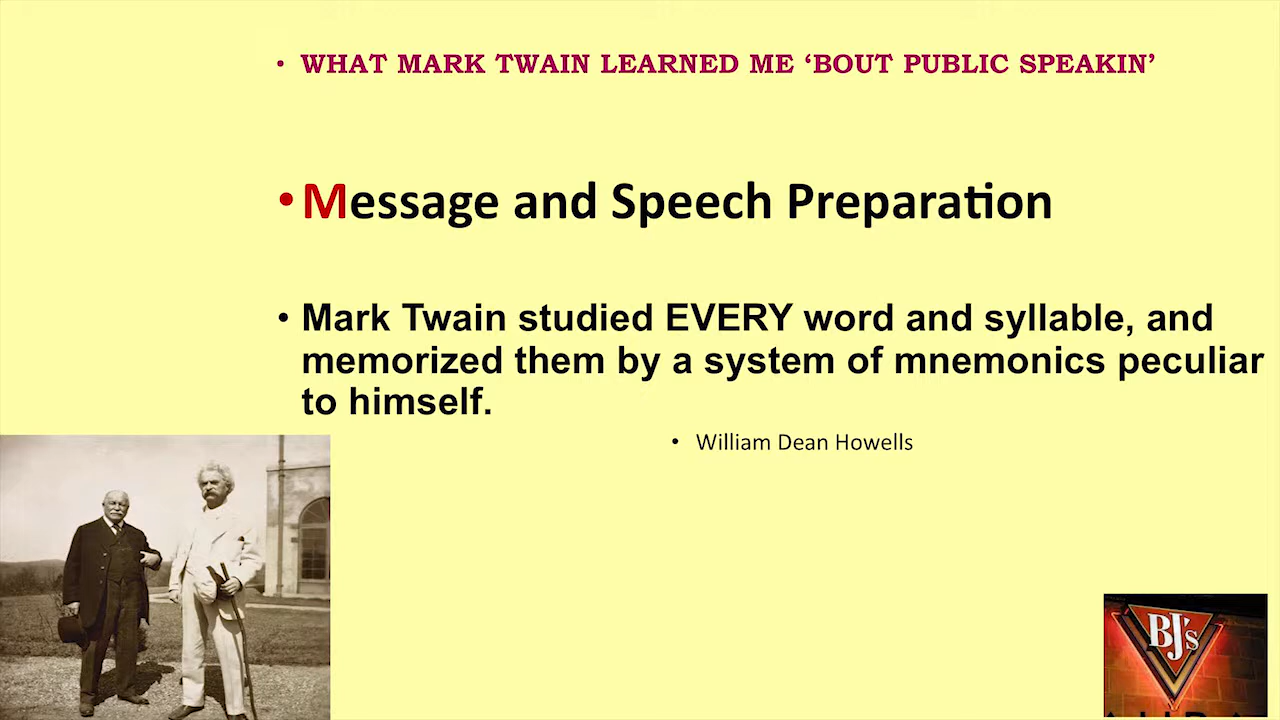 • WHAT MARK TWAIN LEARNED ME ‘BOUT PUBLIC SPEAKIN’
• Message and Speech Preparation
• Mark Twain studied EVERY word and syllable, and
memorized them by a system of mnemonics peculiar
to himself.
• William Dean Howells
BJ's